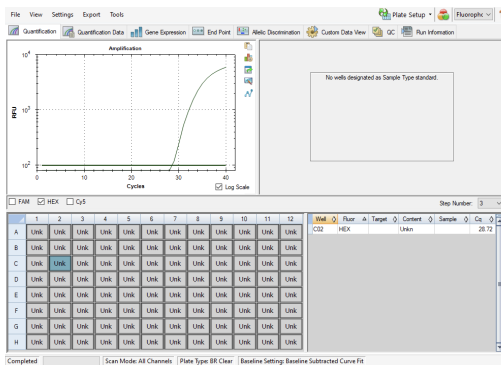 File View Settings Export Tools Plate Setup Fluoropho
Quantification Quantification Data Gene Expression End Point Allelic Discrimination Custom Data View QC Run Information
Amplification
No wells designated as Sample Type standard.
RFU
10^4
10^3
10^2
0 10 20 30 40
Cycles
Log Scale
FAM HEX Cy5 Step Number: 3
1 2 3 4 5 6 7 8 9 10 11 12 Well Fluor Target Content Sample Cq
A Unk Unk Unk Unk Unk Unk Unk Unk Unk Unk Unk Unk C02 HEX Unkn 28.72
B Unk Unk Unk Unk Unk Unk Unk Unk Unk Unk Unk Unk
C Unk Unk Unk Unk Unk Unk Unk Unk Unk Unk Unk Unk
D Unk Unk Unk Unk Unk Unk Unk Unk Unk Unk Unk Unk
E Unk Unk Unk Unk Unk Unk Unk Unk Unk Unk Unk Unk
F Unk Unk Unk Unk Unk Unk Unk Unk Unk Unk Unk Unk
G Unk Unk Unk Unk Unk Unk Unk Unk Unk Unk Unk Unk
H Unk Unk Unk Unk Unk Unk Unk Unk Unk Unk Unk Unk
Completed Scan Mode: All Channels Plate Type: BR Clear Baseline Setting: Baseline Subtracted Curve Fit